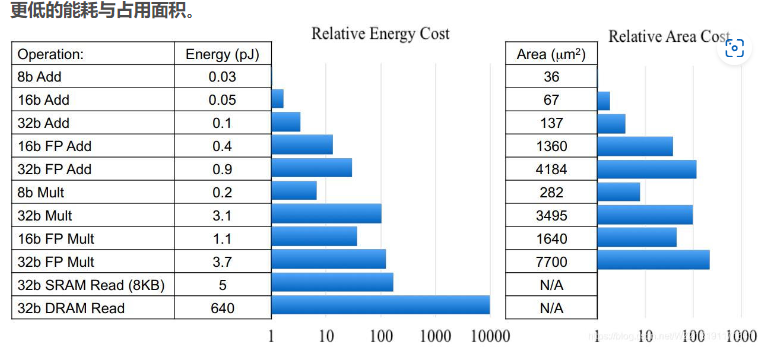 更低的能耗与占用面积。
Relative Energy Cost
Relative Area Cost
Operation: Energy (pJ) Area (μm²)
8b Add 0.03 36
16b Add 0.05 67
32b Add 0.1 137
16b FP Add 0.4 1360
32b FP Add 0.9 4184
8b Mult 0.2 282
32b Mult 3.1 3495
16b FP Mult 1.1 1640
32b FP Mult 3.7 7700
32b SRAM Read (8KB) 5 N/A
32b DRAM Read 640 N/A
1 10 100 1000 10000
10 100 1000